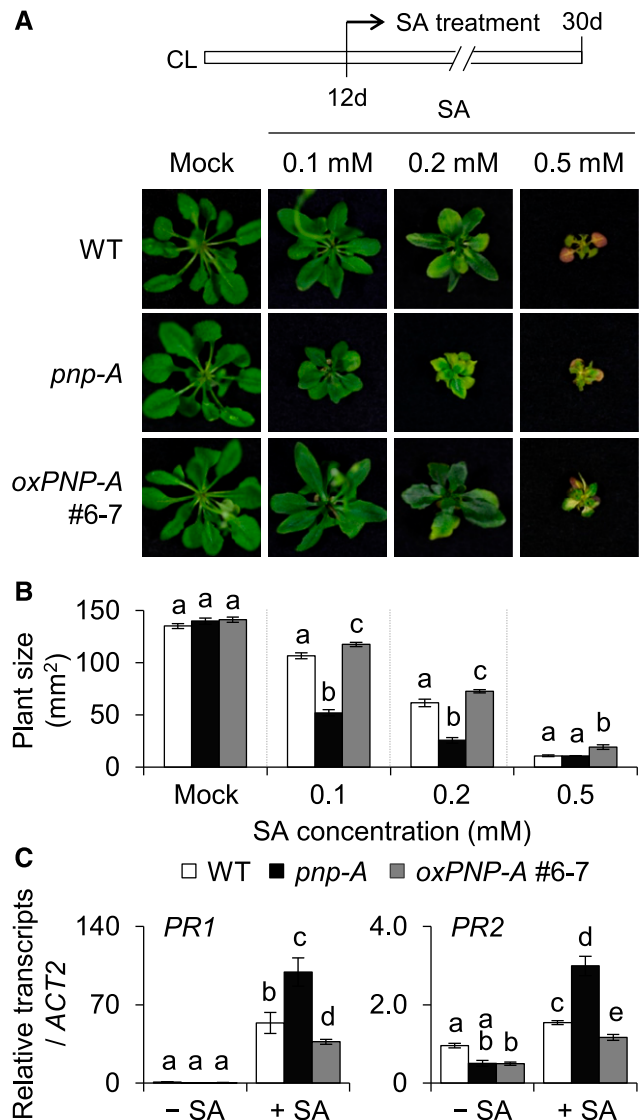 A
SA treatment 30d
CL
12d
SA
Mock 0.1 mM 0.2 mM 0.5 mM
WT
pnp-A
oxPNP-A
#6-7
B
Plant size
(mm²)
150
100
50
0
a a a
a b c
a b c
a a b
Mock 0.1 0.2 0.5
SA concentration (mM)
WT pnp-A oxPNP-A #6-7
C
Relative transcripts
/ ACT2
PR1
140
70
0
a a a
b c d
– SA + SA
PR2
4.0
2.0
0
a a b b
c d e
– SA + SA